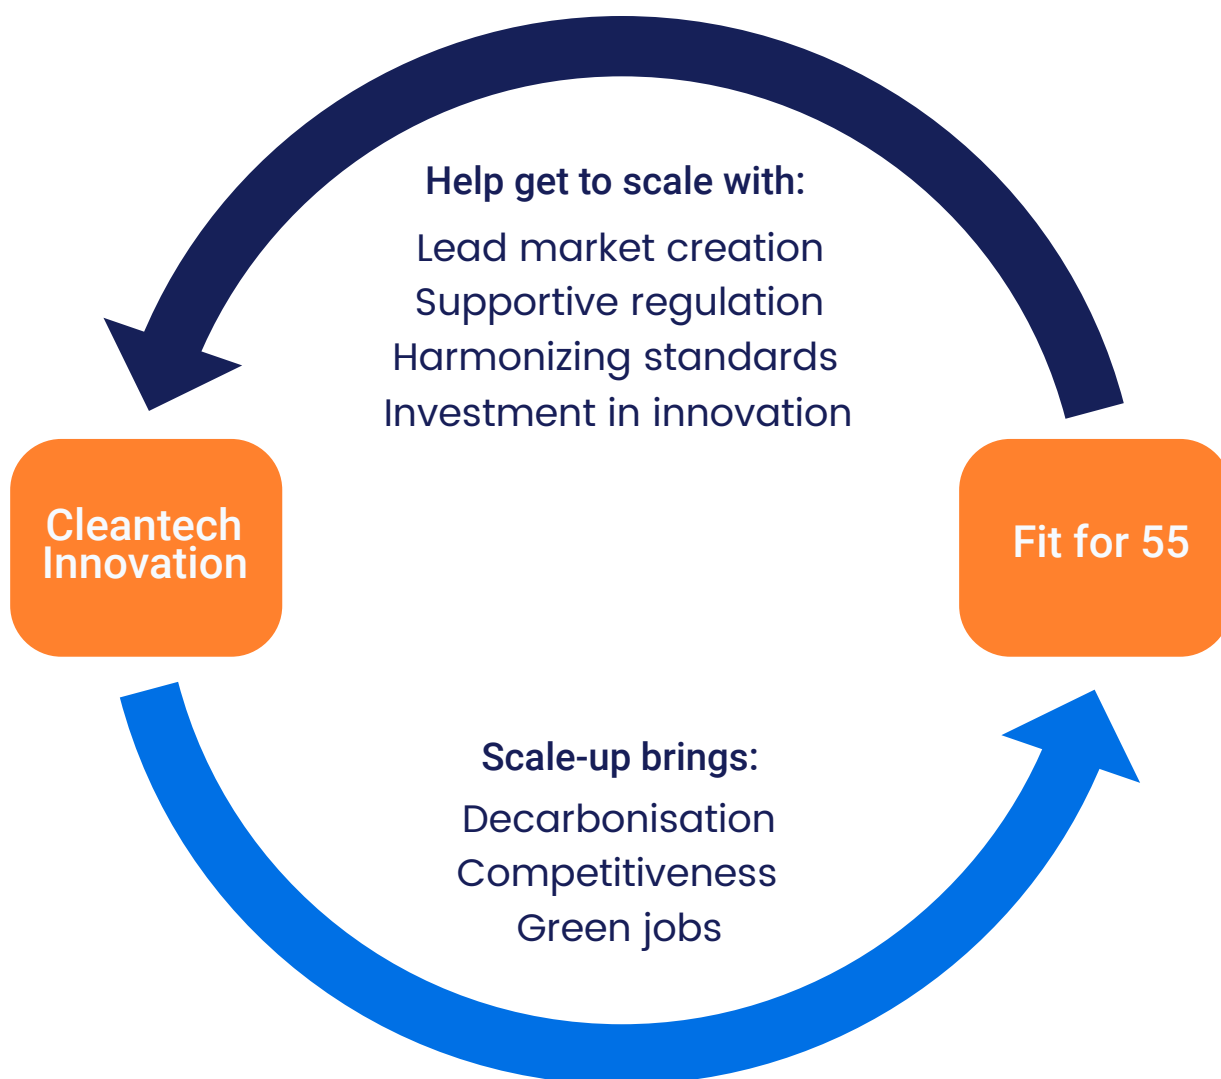 Help get to scale with:
Lead market creation
Supportive regulation
Harmonizing standards
Investment in innovation
Cleantech
Innovation
Fit for 55
Scale-up brings:
Decarbonisation
Competitiveness
Green jobs